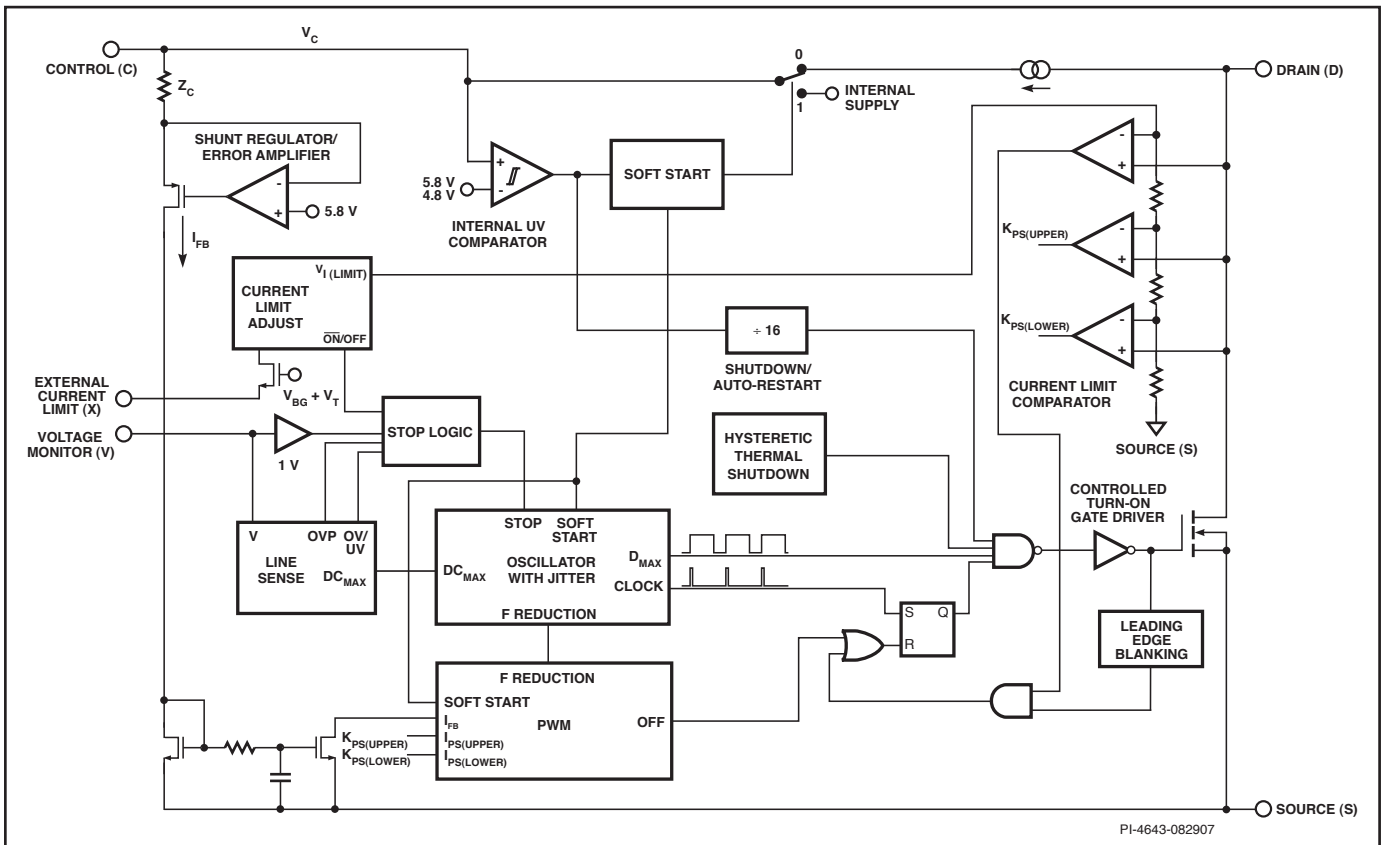 V_C
0
CONTROL (C)
DRAIN (D)
Z_C
INTERNAL
SUPPLY
1
SHUNT REGULATOR/
ERROR AMPLIFIER
-
+
5.8 V
I_FB
+
-
5.8 V
4.8 V
INTERNAL UV
COMPARATOR
SOFT START
-
+
K_PS(UPPER)
-
+
K_PS(LOWER)
-
+
CURRENT LIMIT
COMPARATOR
SOURCE (S)
V_I (LIMIT)
CURRENT
LIMIT
ADJUST
O̅N̅/OFF
÷ 16
SHUTDOWN/
AUTO-RESTART
EXTERNAL
CURRENT
LIMIT (X)
V_BG + V_T
VOLTAGE
MONITOR (V)
1 V
STOP LOGIC
HYSTERETIC
THERMAL
SHUTDOWN
CONTROLLED
TURN-ON
GATE DRIVER
V OVP OV/
UV
LINE
SENSE
DC_MAX
STOP SOFT
START
DC_MAX
OSCILLATOR
WITH JITTER
D_MAX
CLOCK
F REDUCTION
S Q
R
LEADING
EDGE
BLANKING
F REDUCTION
SOFT START
PWM
OFF
I_FB
K_PS(UPPER) I_PS(UPPER)
K_PS(LOWER) I_PS(LOWER)
SOURCE (S)
PI-4643-082907